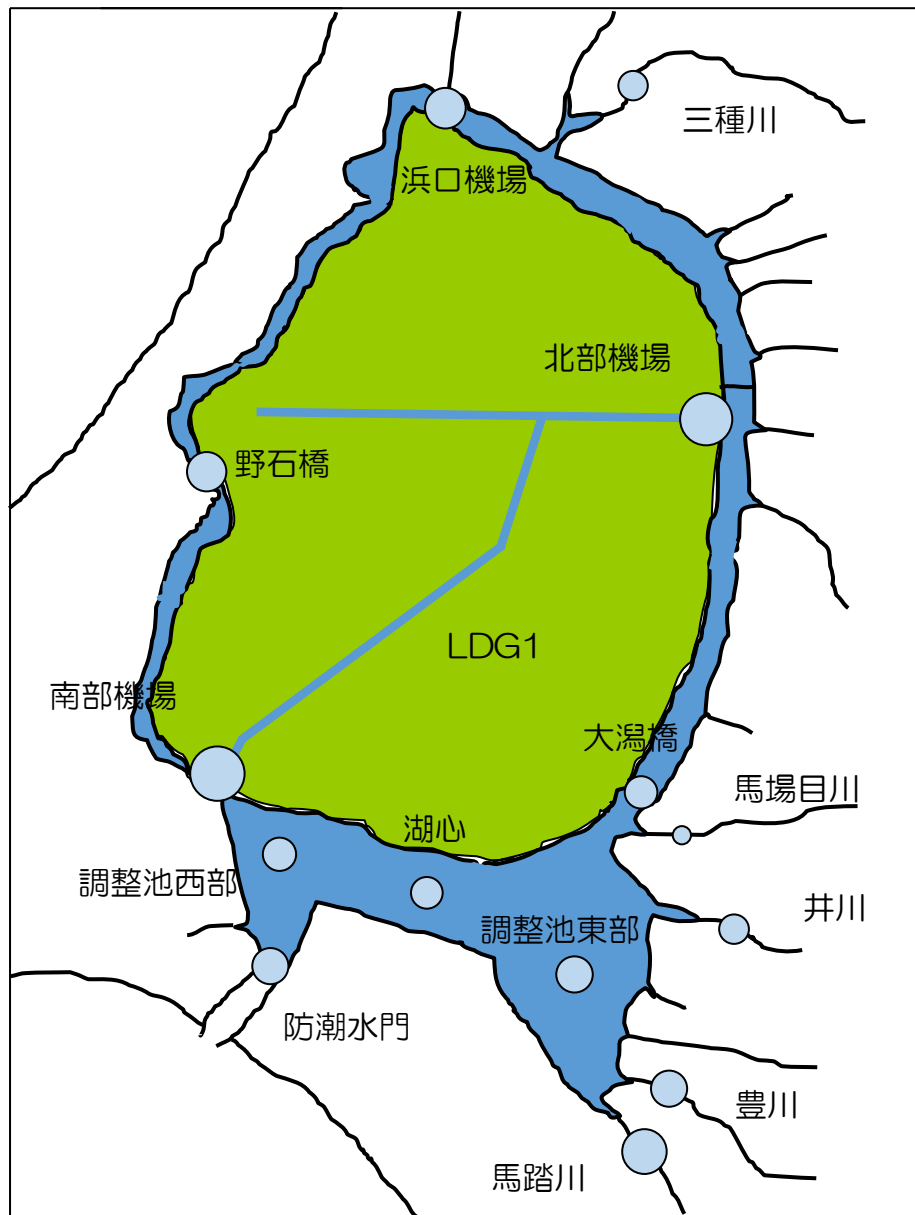 三種川
浜口機場
北部機場
野石橋
LDG1
南部機場
大潟橋
馬場目川
湖心
調整池西部
井川
調整池東部
防潮水門
豊川
馬踏川